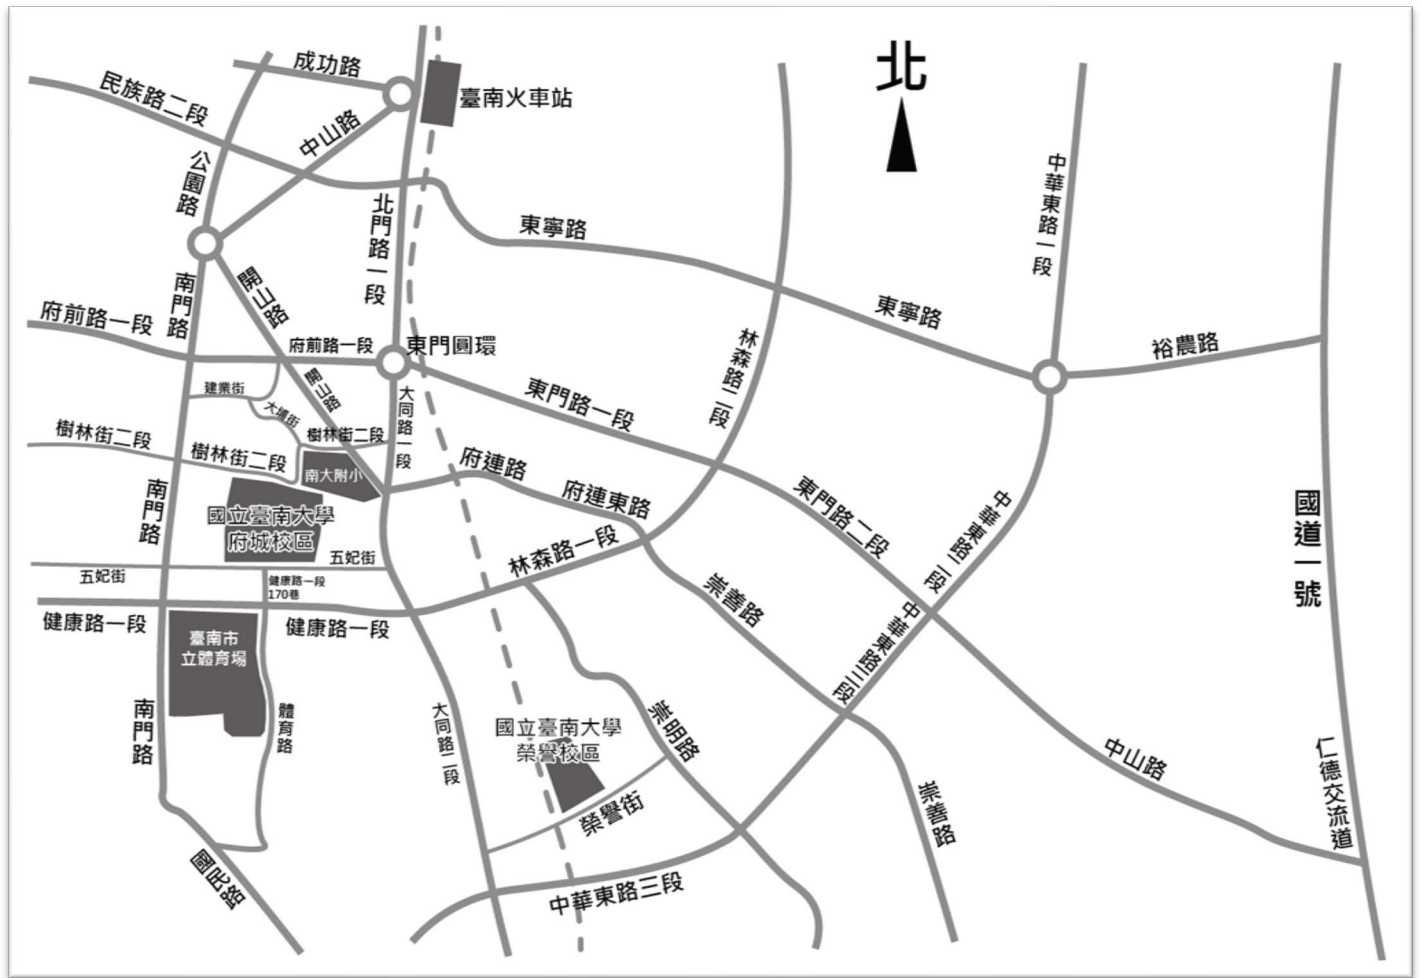 北
成功路
臺南火車站
民族路二段
中山路
公園路
北門路一段
東寧路
中華東路一段
南門路
開山路
府前路一段
府前路一段
東門圓環
東寧路
裕農路
林森路二段
建業街
大埔街
開山路
大同路一段
東門路一段
樹林街二段
樹林街二段
樹林街二段
南大附小
府連路
府連東路
東門路二段
中華東路二段
國道一號
南門路
國立臺南大學
府城校區
五妃街
五妃街
健康路一段
170巷
林森路一段
崇善路
中華東路三段
健康路一段
健康路一段
臺南市
立體育場
南門路
體育路
大同路二段
國立臺南大學
榮譽校區
崇明路
中山路
仁德交流道
榮譽街
崇善路
國民路
中華東路三段